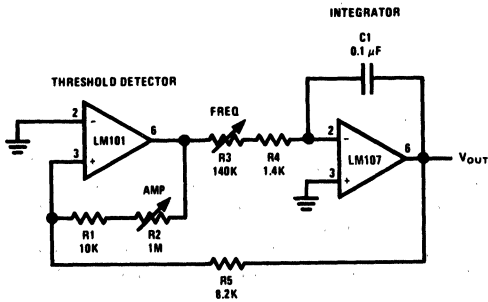 INTEGRATOR
C1
0.1 µF
THRESHOLD DETECTOR
FREQ
2
-
LM101
6
3
+
R3
140K
R4
1.4K
2
-
LM107
6
3
+
VOUT
AMP
R1
10K
R2
1M
R5
8.2K